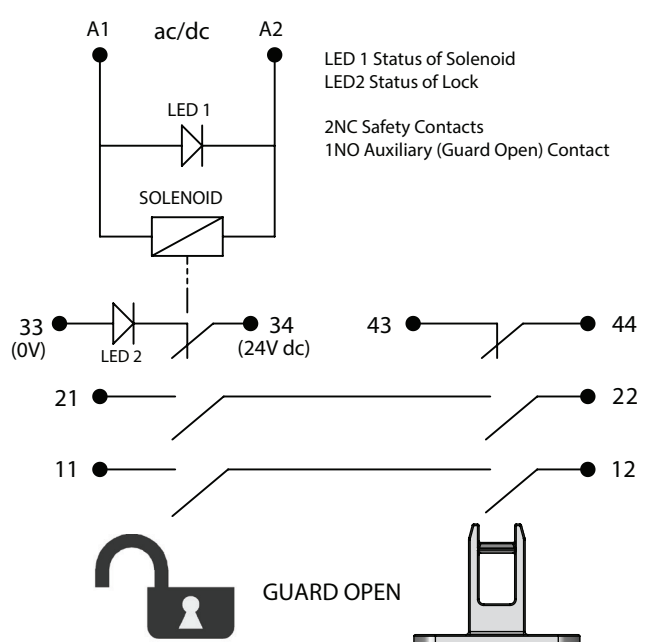 A1 ac/dc A2
LED 1 Status of Solenoid
LED2 Status of Lock
LED 1
2NC Safety Contacts
1NO Auxiliary (Guard Open) Contact
SOLENOID
33
(0V)
LED 2
34
(24V dc)
43
44
21
22
11
12
GUARD OPEN